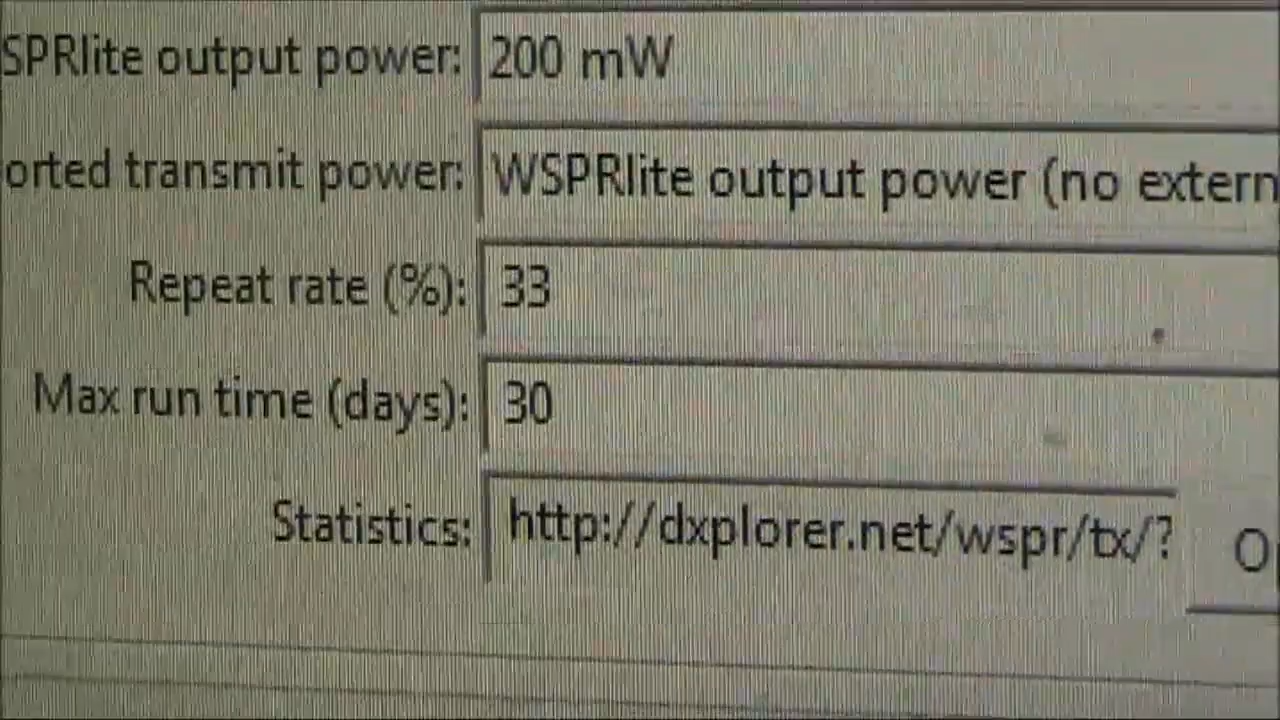 SPRlite output power: 200 mW
orted transmit power: WSPRlite output power (no extern
Repeat rate (%): 33
Max run time (days): 30
Statistics: http://dxplorer.net/wspr/tx/? O